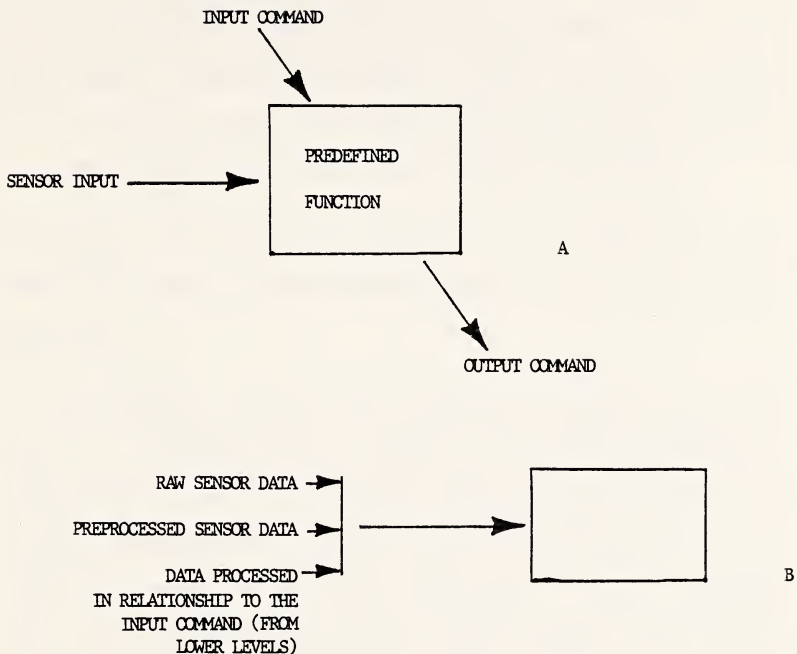 INPUT COMMAND
PREDEFINED
SENSOR INPUT
FUNCTION
A
OUTPUT COMMAND
RAW SENSOR DATA
PREPROCESSED SENSOR DATA
DATA PROCESSED
IN RELATIONSHIP TO THE
INPUT COMMAND (FROM
LOWER LEVELS)
B